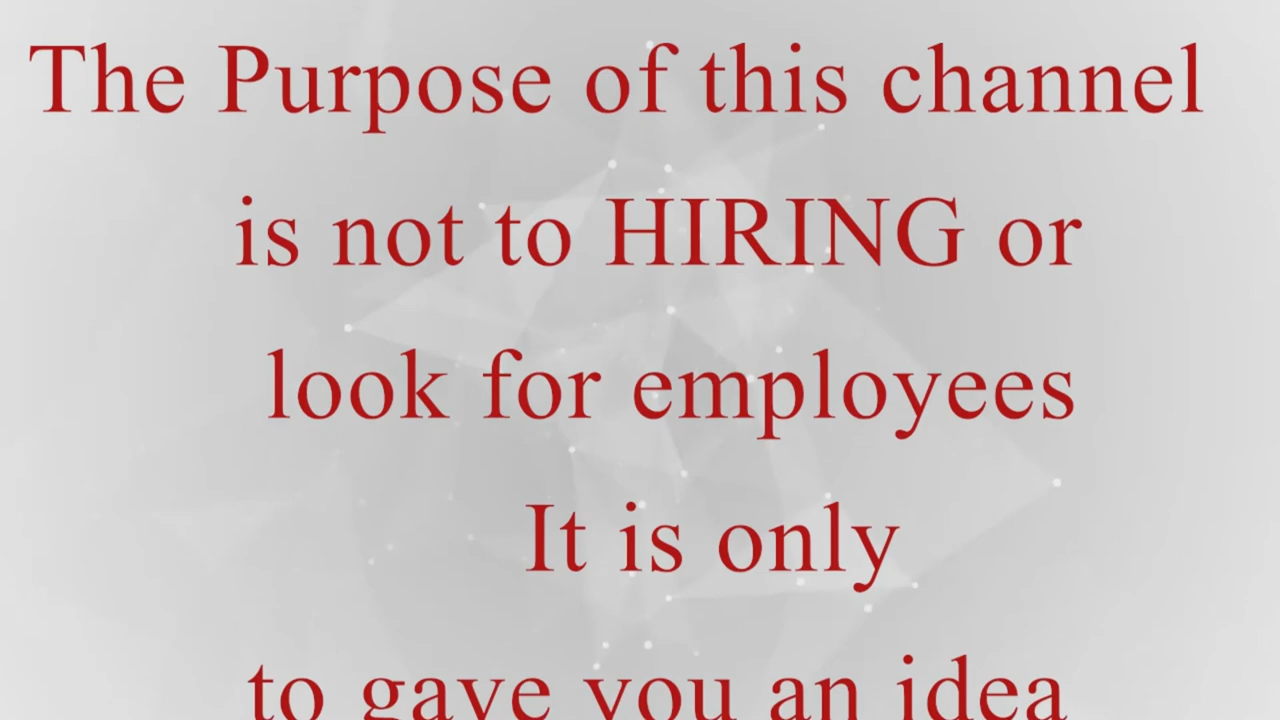 The Purpose of this channel
is not to HIRING or
look for employees
It is only
to gave you an idea